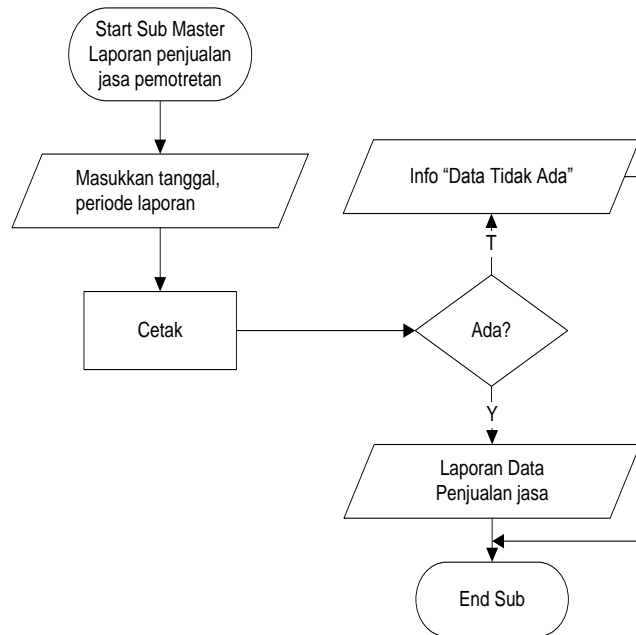 Start Sub Master
Laporan penjualan
jasa pemotretan
Masukkan tanggal,
periode laporan
Cetak
Info “Data Tidak Ada”
T
Ada?
Y
Laporan Data
Penjualan jasa
End Sub